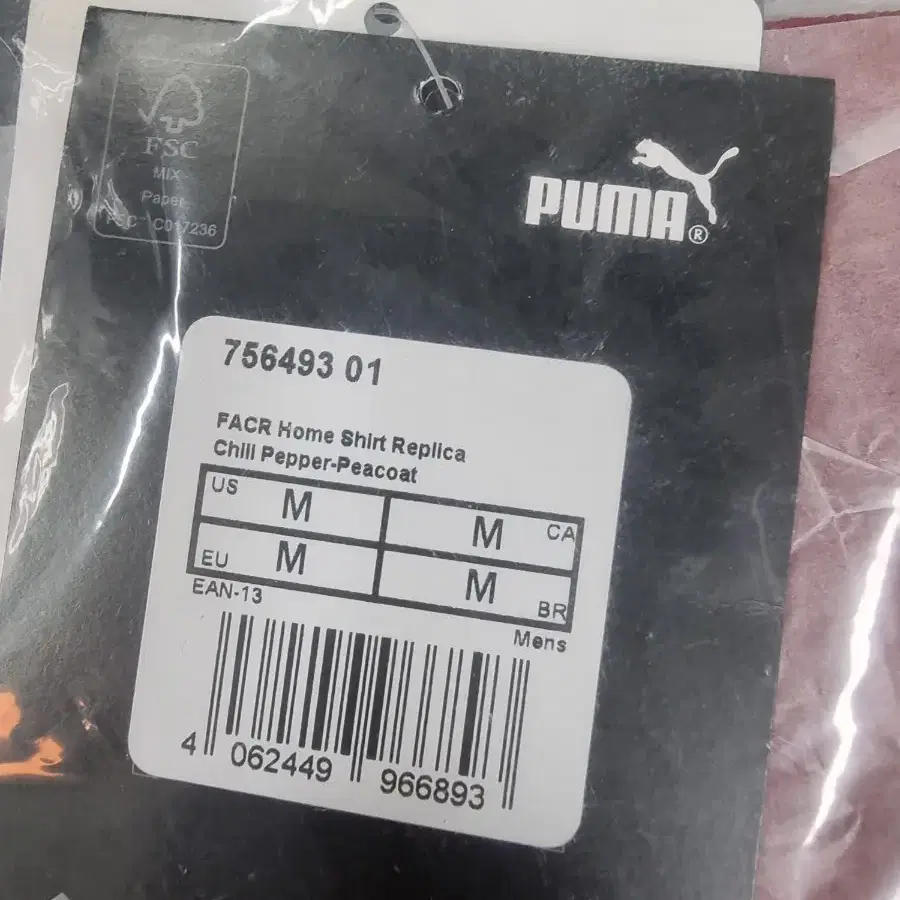 FSC
MIX
Paper
FSC C017236
PUMA®
756493 01
FACR Home Shirt Replica
Chili Pepper-Peacoat
US M M CA
EU M M BR
EAN-13
Mens
4 062449 966893